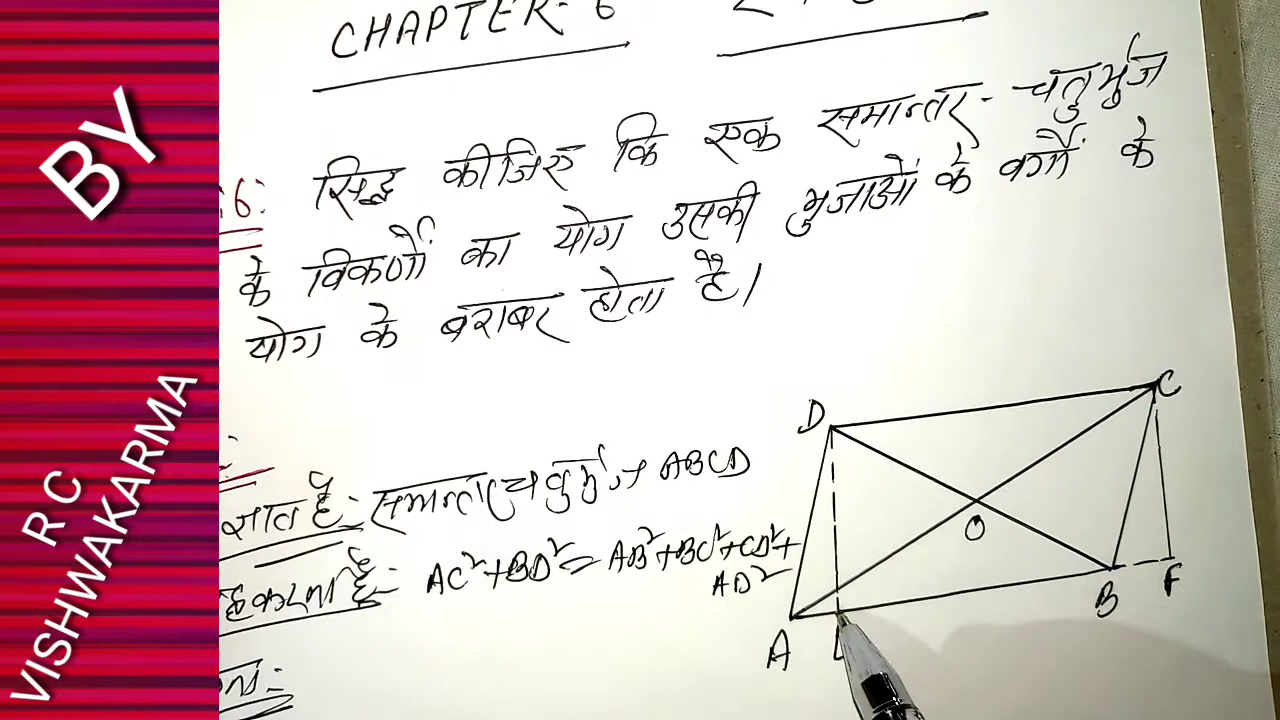 BY
R C
VISHWAKARMA
CHAPTER- 6
:6:
सिद्ध कीजिए कि एक समान्तर- चतुर्भुज
के विकर्णों का योग उसकी भुजाओं के वर्गों के
योग के बराबर होता है।
ज्ञात है:- समान्तर चतुर्भुज ABCD
करना है:- AC²+BD²= AB²+BC²+CD²+
AD²
D
C
O
A
B
F